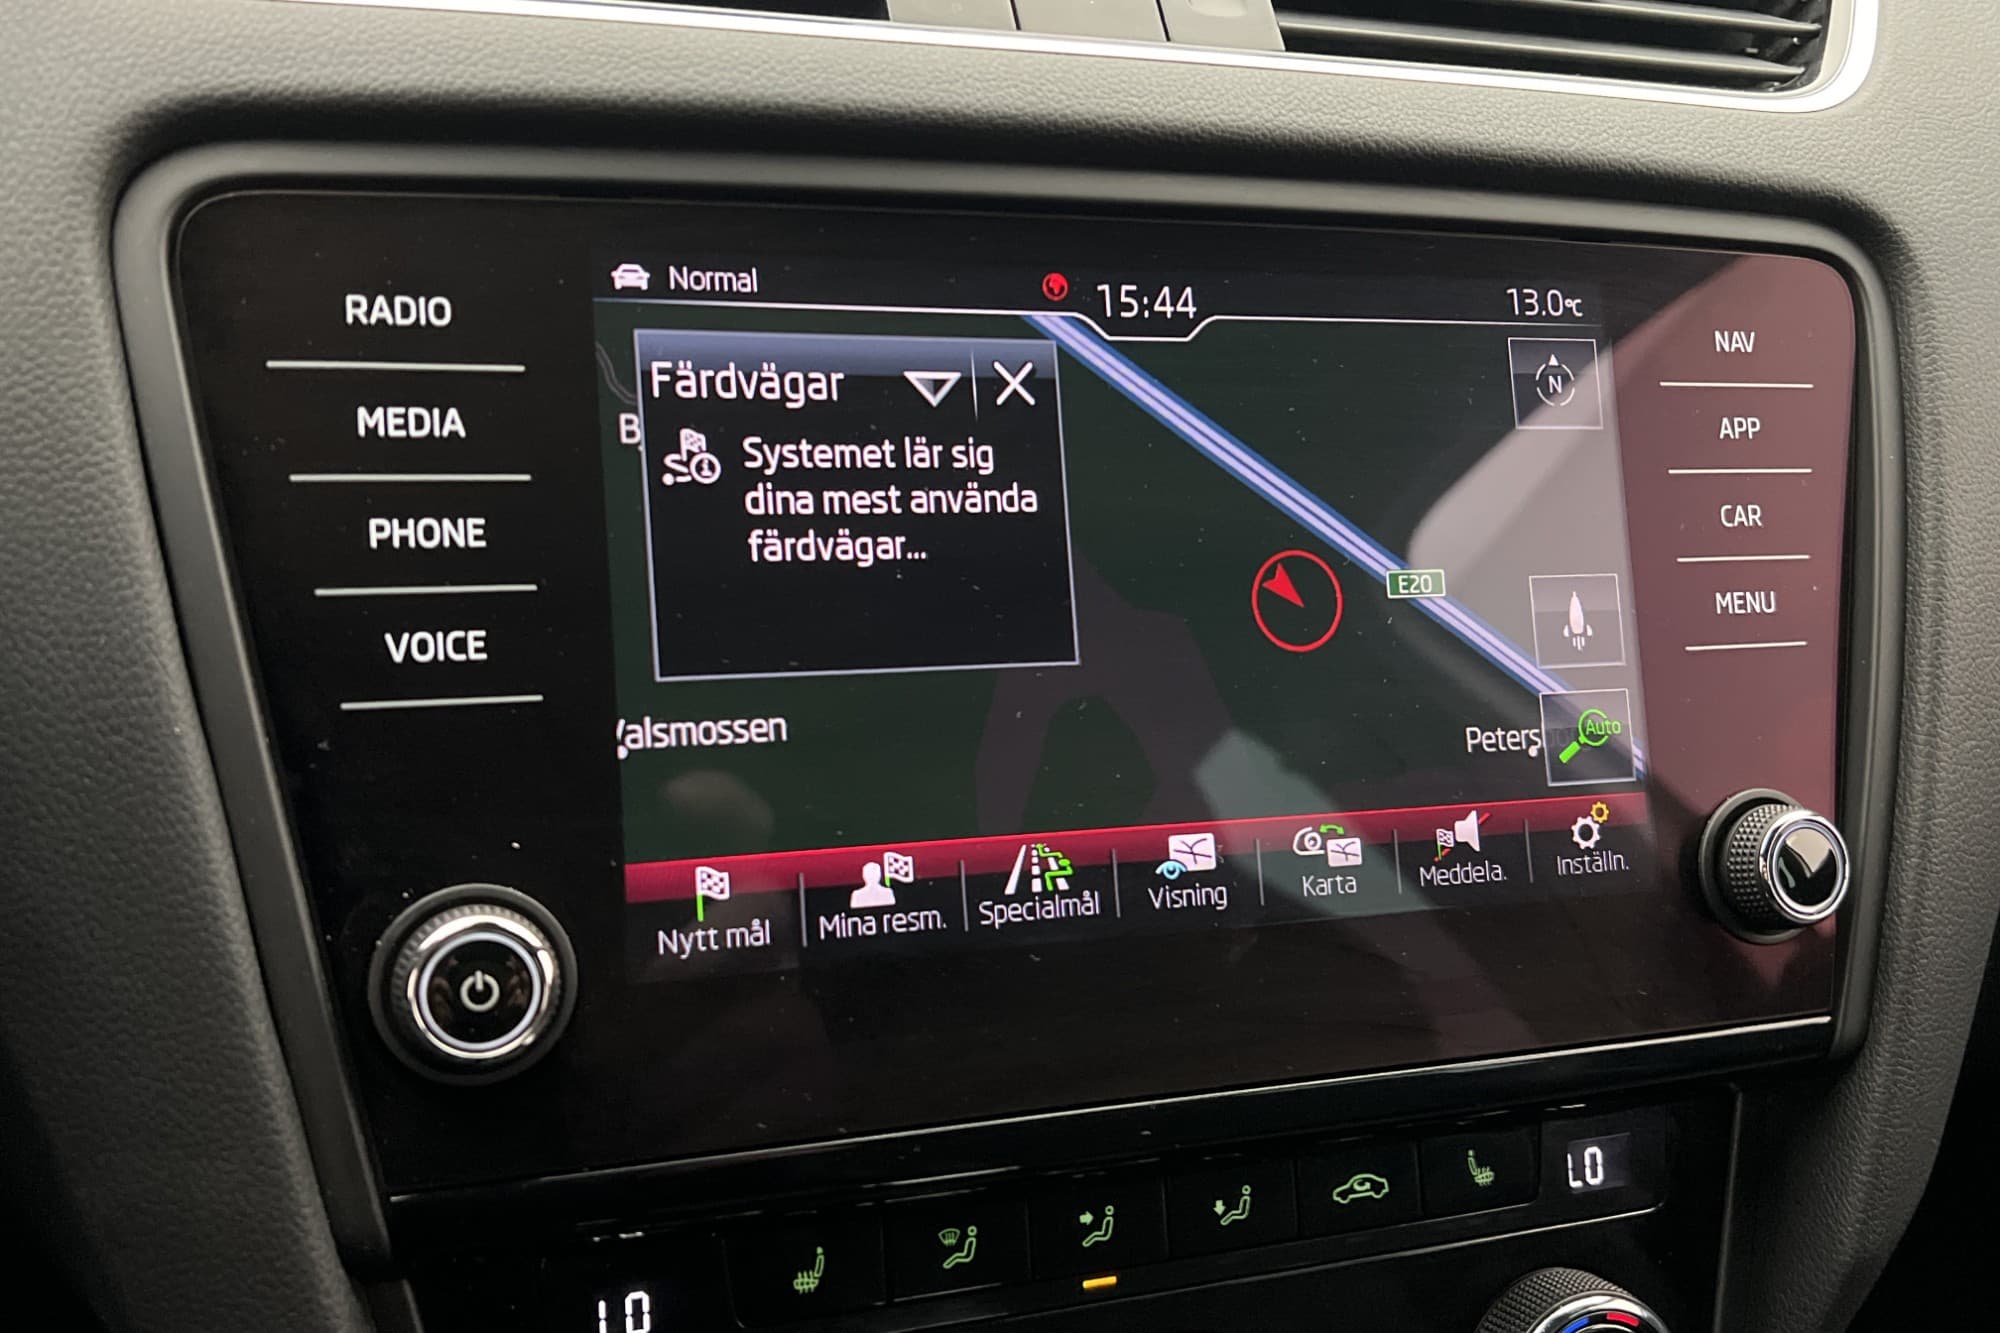 RADIO
MEDIA
PHONE
VOICE
Normal
15:44
13.0°C
Färdvägar
Systemet lär sig
dina mest använda
färdvägar...
B
N
E20
alsmossen
Peters
Auto
Nytt mål
Mina resm.
Specialmål
Visning
Karta
Meddela.
Inställn.
NAV
APP
CAR
MENU
LO
LO